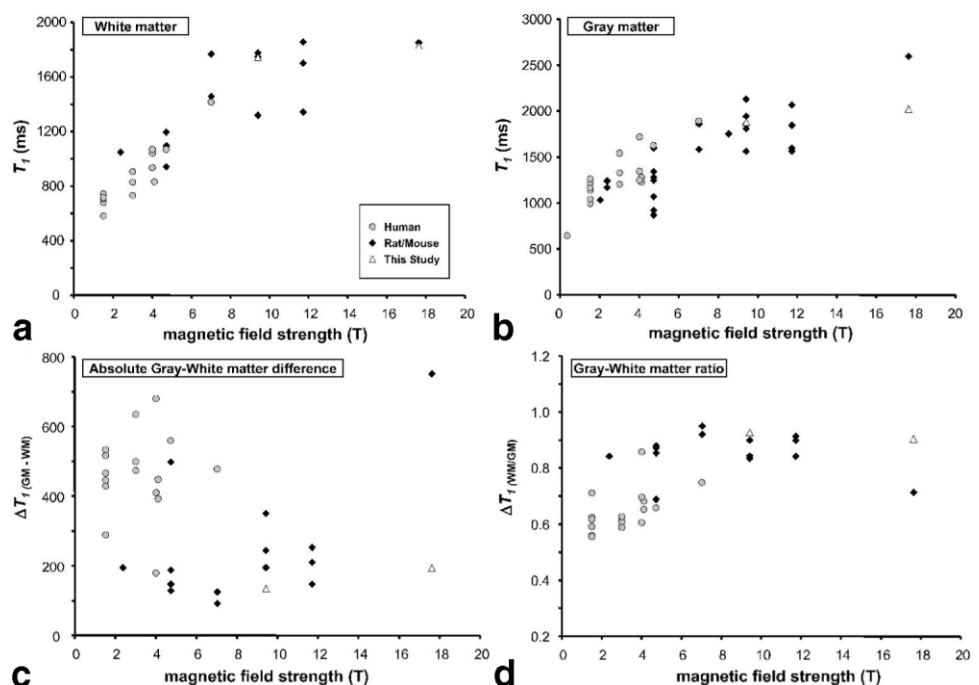 White matter
2000
1600
1200
800
400
0
T1 (ms)
Human
Rat/Mouse
This Study
0 2 4 6 8 10 12 14 16 18 20
magnetic field strength (T)
a
Gray matter
3000
2500
2000
1500
1000
500
0
T1 (ms)
0 2 4 6 8 10 12 14 16 18 20
magnetic field strength (T)
b
Absolute Gray-White matter difference
800
600
400
200
0
ΔT1 (GM - WM)
0 2 4 6 8 10 12 14 16 18 20
magnetic field strength (T)
c
Gray-White matter ratio
1.2
1.0
0.8
0.6
0.4
0.2
ΔT1 (WM/GM)
0 2 4 6 8 10 12 14 16 18 20
magnetic field strength (T)
d